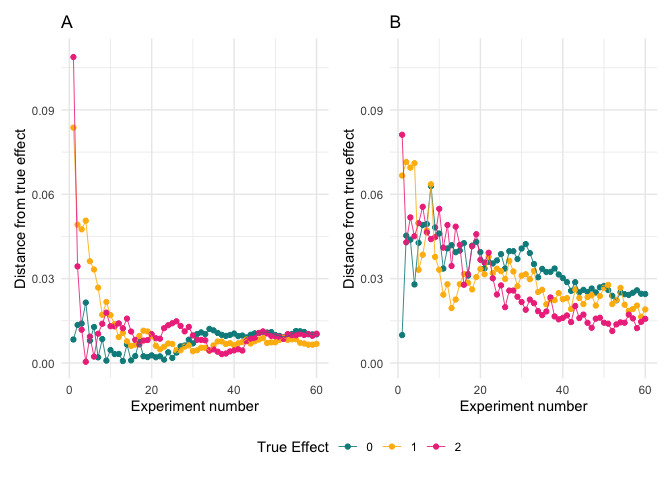 A
B
Distance from true effect
0.09
0.06
0.03
0.00
0
20
40
60
Experiment number
Distance from true effect
0.09
0.06
0.03
0.00
0
20
40
60
Experiment number
True Effect 0 1 2